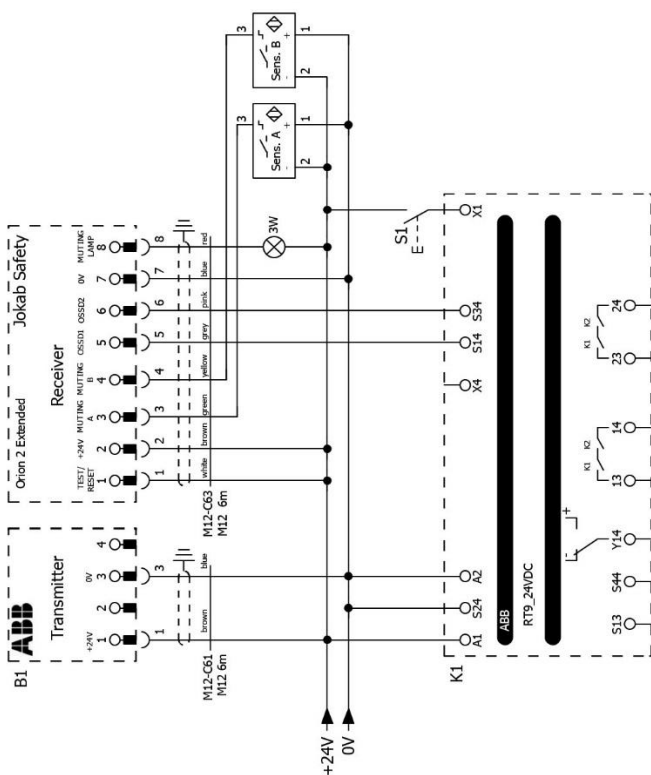 B1
ABB
Transmitter
+24V
0V
1
2
3
4
1
3
brown
blue
M12-C61
M12 6m
Orion 2 Extended
Jokab Safety
Receiver
TEST/
RESET
+24V
MUTING
A
MUTING
B
OSSD1
OSSD2
0V
MUTING
LAMP
1
2
3
4
5
6
7
8
1
2
3
4
5
6
7
8
white
brown
green
yellow
grey
pink
blue
red
M12-C63
M12 6m
3W
3
Sens. A
-
+
2
1
3
Sens. B
-
+
2
1
+24V
0V
S1
E
K1
A1
S24
A2
X4
S14
S34
X1
ABB
RT9_24VDC
-
+
K1
K2
K1
K2
S13
S44
Y14
13
14
23
24